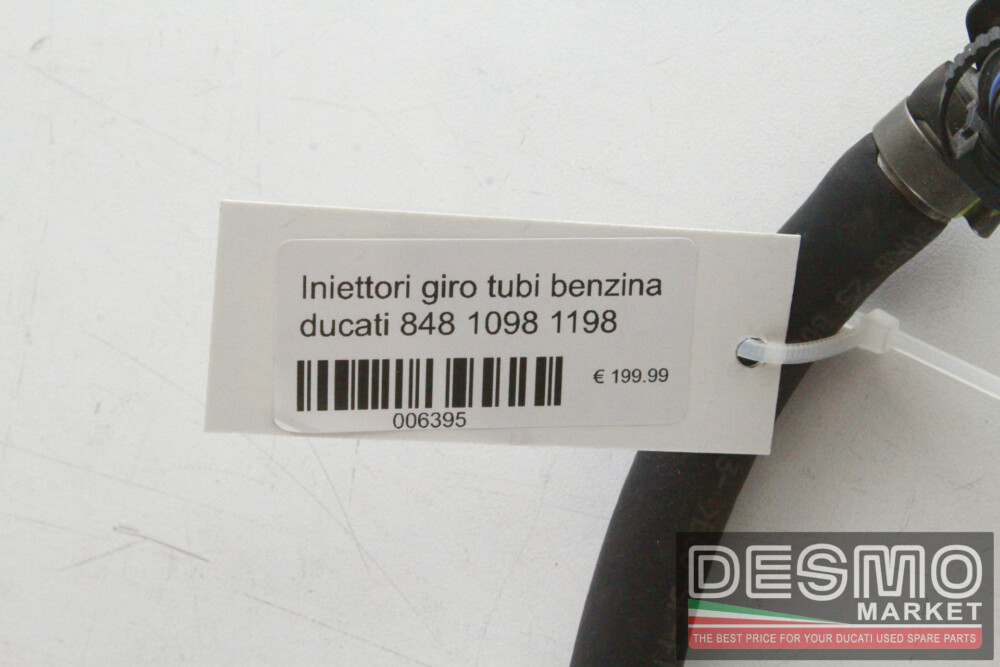 Iniettori giro tubi benzina
ducati 848 1098 1198
€ 199.99
006395
DESMO
MARKET
THE BEST PRICE FOR YOUR DUCATI USED SPARE PARTS